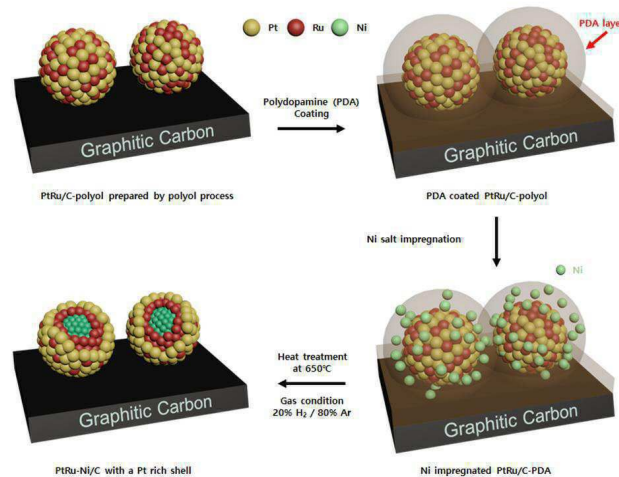 Pt Ru Ni
PDA layer
Graphitic Carbon
Polydopamine (PDA)
Coating
Graphitic Carbon
PtRu/C-polyol prepared by polyol process
PDA coated PtRu/C-polyol
Ni salt impregnation
Ni
Graphitic Carbon
Heat treatment
at 650℃
Gas condition
20% H₂ / 80% Ar
Graphitic Carbon
PtRu-Ni/C with a Pt rich shell
Ni impregnated PtRu/C-PDA